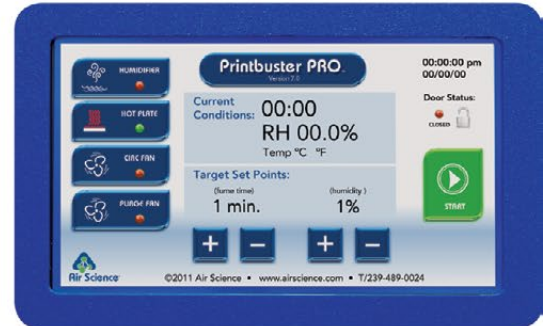 HUMIDIFIER
HOT PLATE
CIRC FAN
PURGE FAN
Printbuster PRO™
Version 7.0
00:00:00 pm
00/00/00
Current
Conditions:
00:00
RH 00.0%
Temp °C °F
Door Status:
CLOSED
Target Set Points:
(fume time)
(humidity)
1 min.
1%
START
+ − + −
Air Science
©2011 Air Science • www.airscience.com • T/239-489-0024